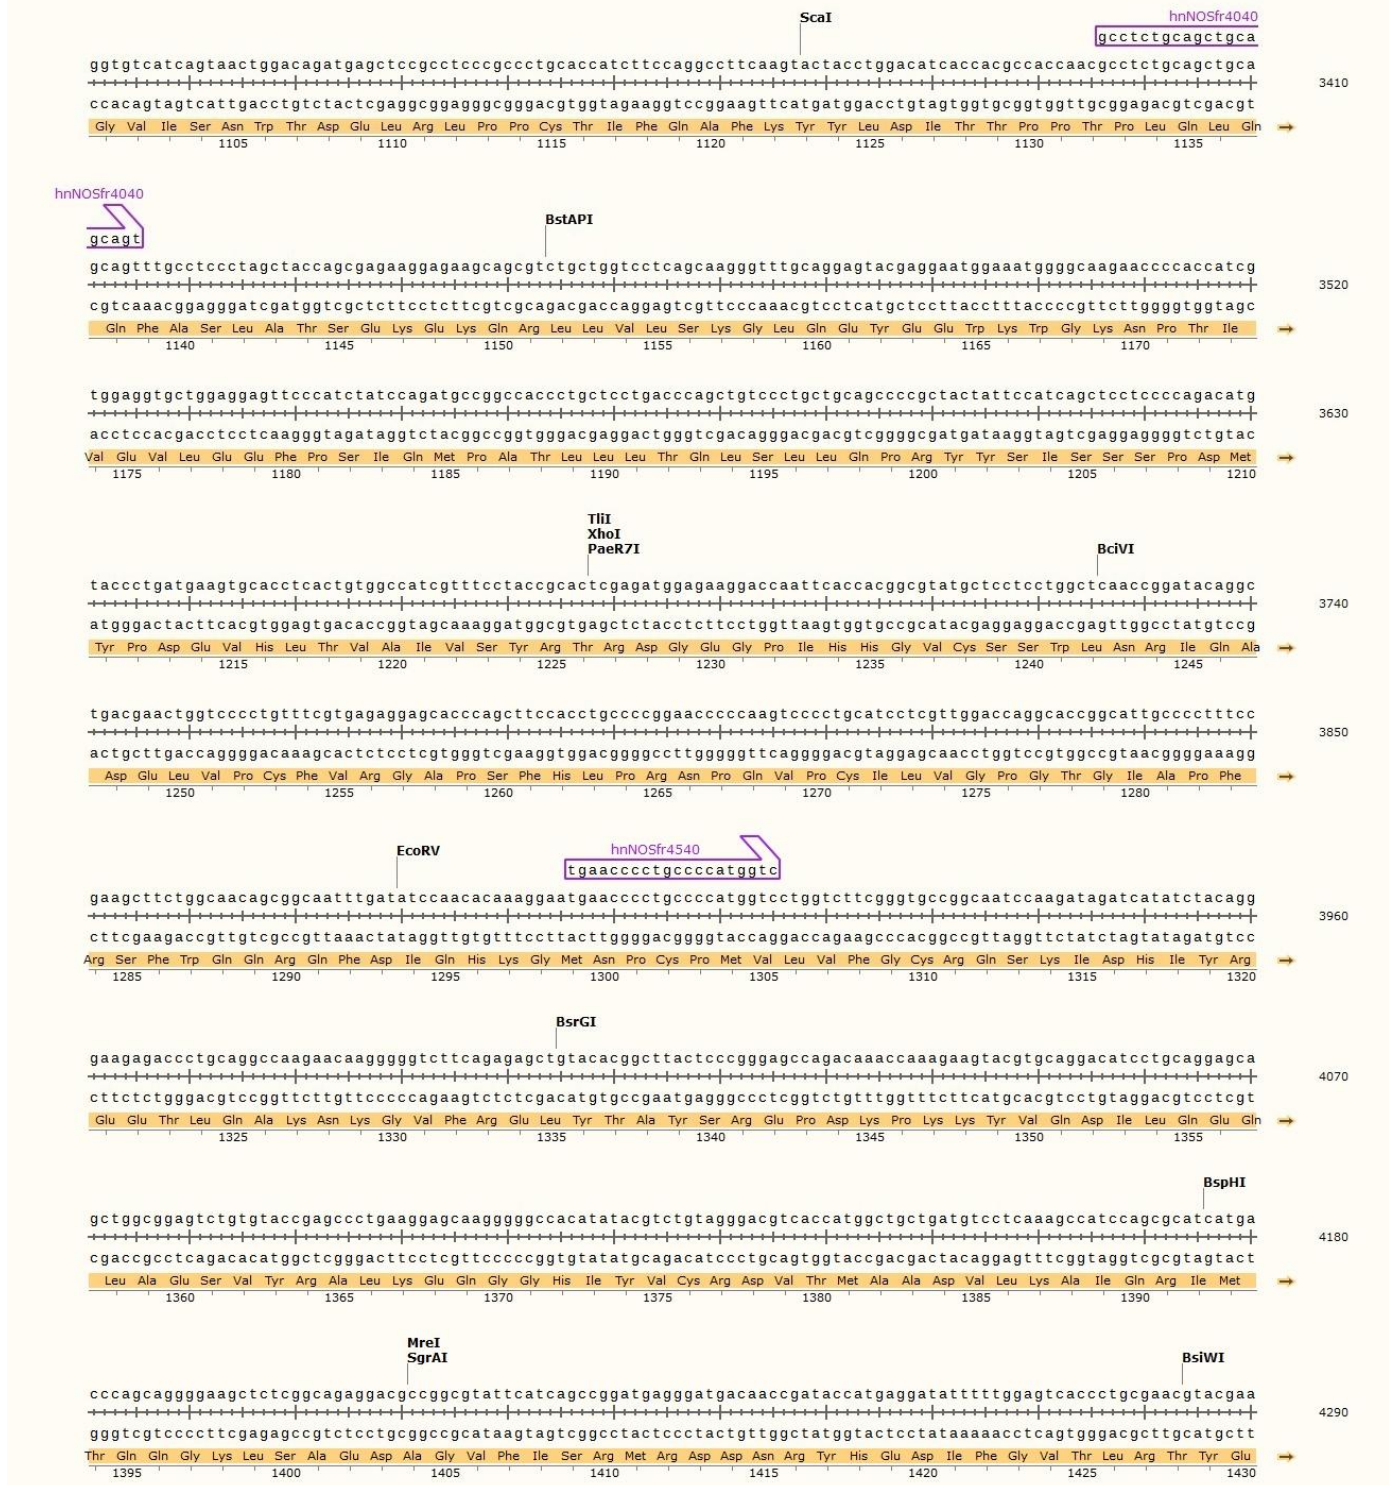 ScaI
hnNOSfr4040
gcctctgcagctgca
ggtgtcatcagtaactggacagatgagctccgcctcccgccctgcaccatcttccaggccttcaagtactacctggacatcaccacgccaccaacgcctctgcagctgca
3410
ccacagtagtcattgacctgtctactcgaggcggagggcgggacgtggtagaaggtccggaagttcatgatggacctgtagtggtgcggtggttgcggagacgtcgacgt
Gly Val Ile Ser Asn Trp Thr Asp Glu Leu Arg Leu Pro Pro Cys Thr Ile Phe Gln Ala Phe Lys Tyr Tyr Leu Asp Ile Thr Thr Pro Pro Thr Pro Leu Gln Leu Gln
1105 1110 1115 1120 1125 1130 1135
hnNOSfr4040
gcagt
BstAPI
gcagtttgcctccctagctaccagcgagaaggagaagcagcgtctgctggtcctcagcaagggtttgcaggagtacgaggaatggaaatggggcaagaaccccaccatcg
3520
cgtcaaacggagggatcgatggtcgctcttcctcttcgtcgcagacgaccaggagtcgttcccaaacgtcctcatgctccttacctttaccccgttcttggggtggtagc
Gln Phe Ala Ser Leu Ala Thr Ser Glu Lys Glu Lys Gln Arg Leu Leu Val Leu Ser Lys Gly Leu Gln Glu Tyr Glu Glu Trp Lys Trp Gly Lys Asn Pro Thr Ile
1140 1145 1150 1155 1160 1165 1170
tggaggtgctggaggagttcccatctatccagatgccggccaccctgctcctgacccagctgtccctgctgcagccccgctactattccatcagctcctccccagacatg
3630
acctccacgacctcctcaagggtagataggtctacggccggtgggacgaggactgggtcgacagggacgacgtcggggcgatgataaggtagtcgaggaggggtctgtac
Val Glu Val Leu Glu Glu Phe Pro Ser Ile Gln Met Pro Ala Thr Leu Leu Leu Thr Gln Leu Ser Leu Leu Gln Pro Arg Tyr Tyr Ser Ile Ser Ser Ser Pro Asp Met
1175 1180 1185 1190 1195 1200 1205 1210
TliI
XhoI
PaeR7I
BciVI
taccctgatgaagtgcacctcactgtggccatcgtttcctaccgcactcgagatggagaaggaccaattcaccacggcgtatgctcctcctggctcaaccggatacaggc
3740
atgggactacttcacgtggagtgacaccggtagcaaaggatggcgtgagctctacctcttcctggttaagtggtgccgcatacgaggaggaccgagttggcctatgtccg
Tyr Pro Asp Glu Val His Leu Thr Val Ala Ile Val Ser Tyr Arg Thr Arg Asp Gly Glu Gly Pro Ile His His Gly Val Cys Ser Ser Trp Leu Asn Arg Ile Gln Ala
1215 1220 1225 1230 1235 1240 1245
tgacgaactggtcccctgtttcgtgagaggagcacccagcttccacctgccccggaacccccaagtcccctgcatcctcgttggaccaggcaccggcattgcccctttcc
3850
actgcttgaccaggggacaaagcactctcctcgtgggtcgaaggtggacggggccttgggggttcaggggacgtaggagcaacctggtccgtggccgtaacggggaaagg
Asp Glu Leu Val Pro Cys Phe Val Arg Gly Ala Pro Ser Phe His Leu Pro Arg Asn Pro Gln Val Pro Cys Ile Leu Val Gly Pro Gly Thr Gly Ile Ala Pro Phe
1250 1255 1260 1265 1270 1275 1280
EcoRV
hnNOSfr4540
tgaacccctgccccatggtc
gaagcttctggcaacagcggcaatttgatatccaacacaaaggaatgaacccctgccccatggtcctggtcttcgggtgccggcaatccaagatagatcatatctacagg
3960
cttcgaagaccgttgtcgccgttaaactataggttgtgtttccttacttggggacggggtaccaggaccagaagcccacggccgttaggttctatctagtatagatgtcc
Arg Ser Phe Trp Gln Gln Arg Gln Phe Asp Ile Gln His Lys Gly Met Asn Pro Cys Pro Met Val Leu Val Phe Gly Cys Arg Gln Ser Lys Ile Asp His Ile Tyr Arg
1285 1290 1295 1300 1305 1310 1315 1320
BsrGI
gaagagaccctgcaggccaagaacaagggggtcttcagagagctgtacacggcttactcccgggagccagacaaaccaaagaagtacgtgcaggacatcctgcaggagca
4070
cttctctgggacgtccggttcttgttcccccagaagtctctcgacatgtgccgaatgagggccctcggtctgtttggtttcttcatgcacgtcctgtaggacgtcctcgt
Glu Glu Thr Leu Gln Ala Lys Asn Lys Gly Val Phe Arg Glu Leu Tyr Thr Ala Tyr Ser Arg Glu Pro Asp Lys Pro Lys Lys Tyr Val Gln Asp Ile Leu Gln Glu Gln
1325 1330 1335 1340 1345 1350 1355
BspHI
gctggcggagtctgtgtaccgagccctgaaggagcaagggggccacatatacgtctgtagggacgtcaccatggctgctgatgtcctcaaagccatccagcgcatcatga
4180
cgaccgcctcagacacatggctcgggacttcctcgttcccccggtgtatatgcagacatccctgcagtggtaccgacgactacaggagtttcggtaggtcgcgtagtact
Leu Ala Glu Ser Val Tyr Arg Ala Leu Lys Glu Gln Gly Gly His Ile Tyr Val Cys Arg Asp Val Thr Met Ala Ala Asp Val Leu Lys Ala Ile Gln Arg Ile Met
1360 1365 1370 1375 1380 1385 1390
MreI
SgrAI
BsiWI
cccagcaggggaagctctcggcagaggacgccggcgtattcatcagccggatgagggatgacaaccgataccatgaggatatttttggagtcaccctgcgaacgtacgaa
4290
gggtcgtccccttcgagagccgtctcctgcggccgcataagtagtcggcctactccctactgttggctatggtactcctataaaaacctcagtgggacgcttgcatgctt
Thr Gln Gln Gly Lys Leu Ser Ala Glu Asp Ala Gly Val Phe Ile Ser Arg Met Arg Asp Asp Asn Arg Tyr His Glu Asp Ile Phe Gly Val Thr Leu Arg Thr Tyr Glu
1395 1400 1405 1410 1415 1420 1425 1430